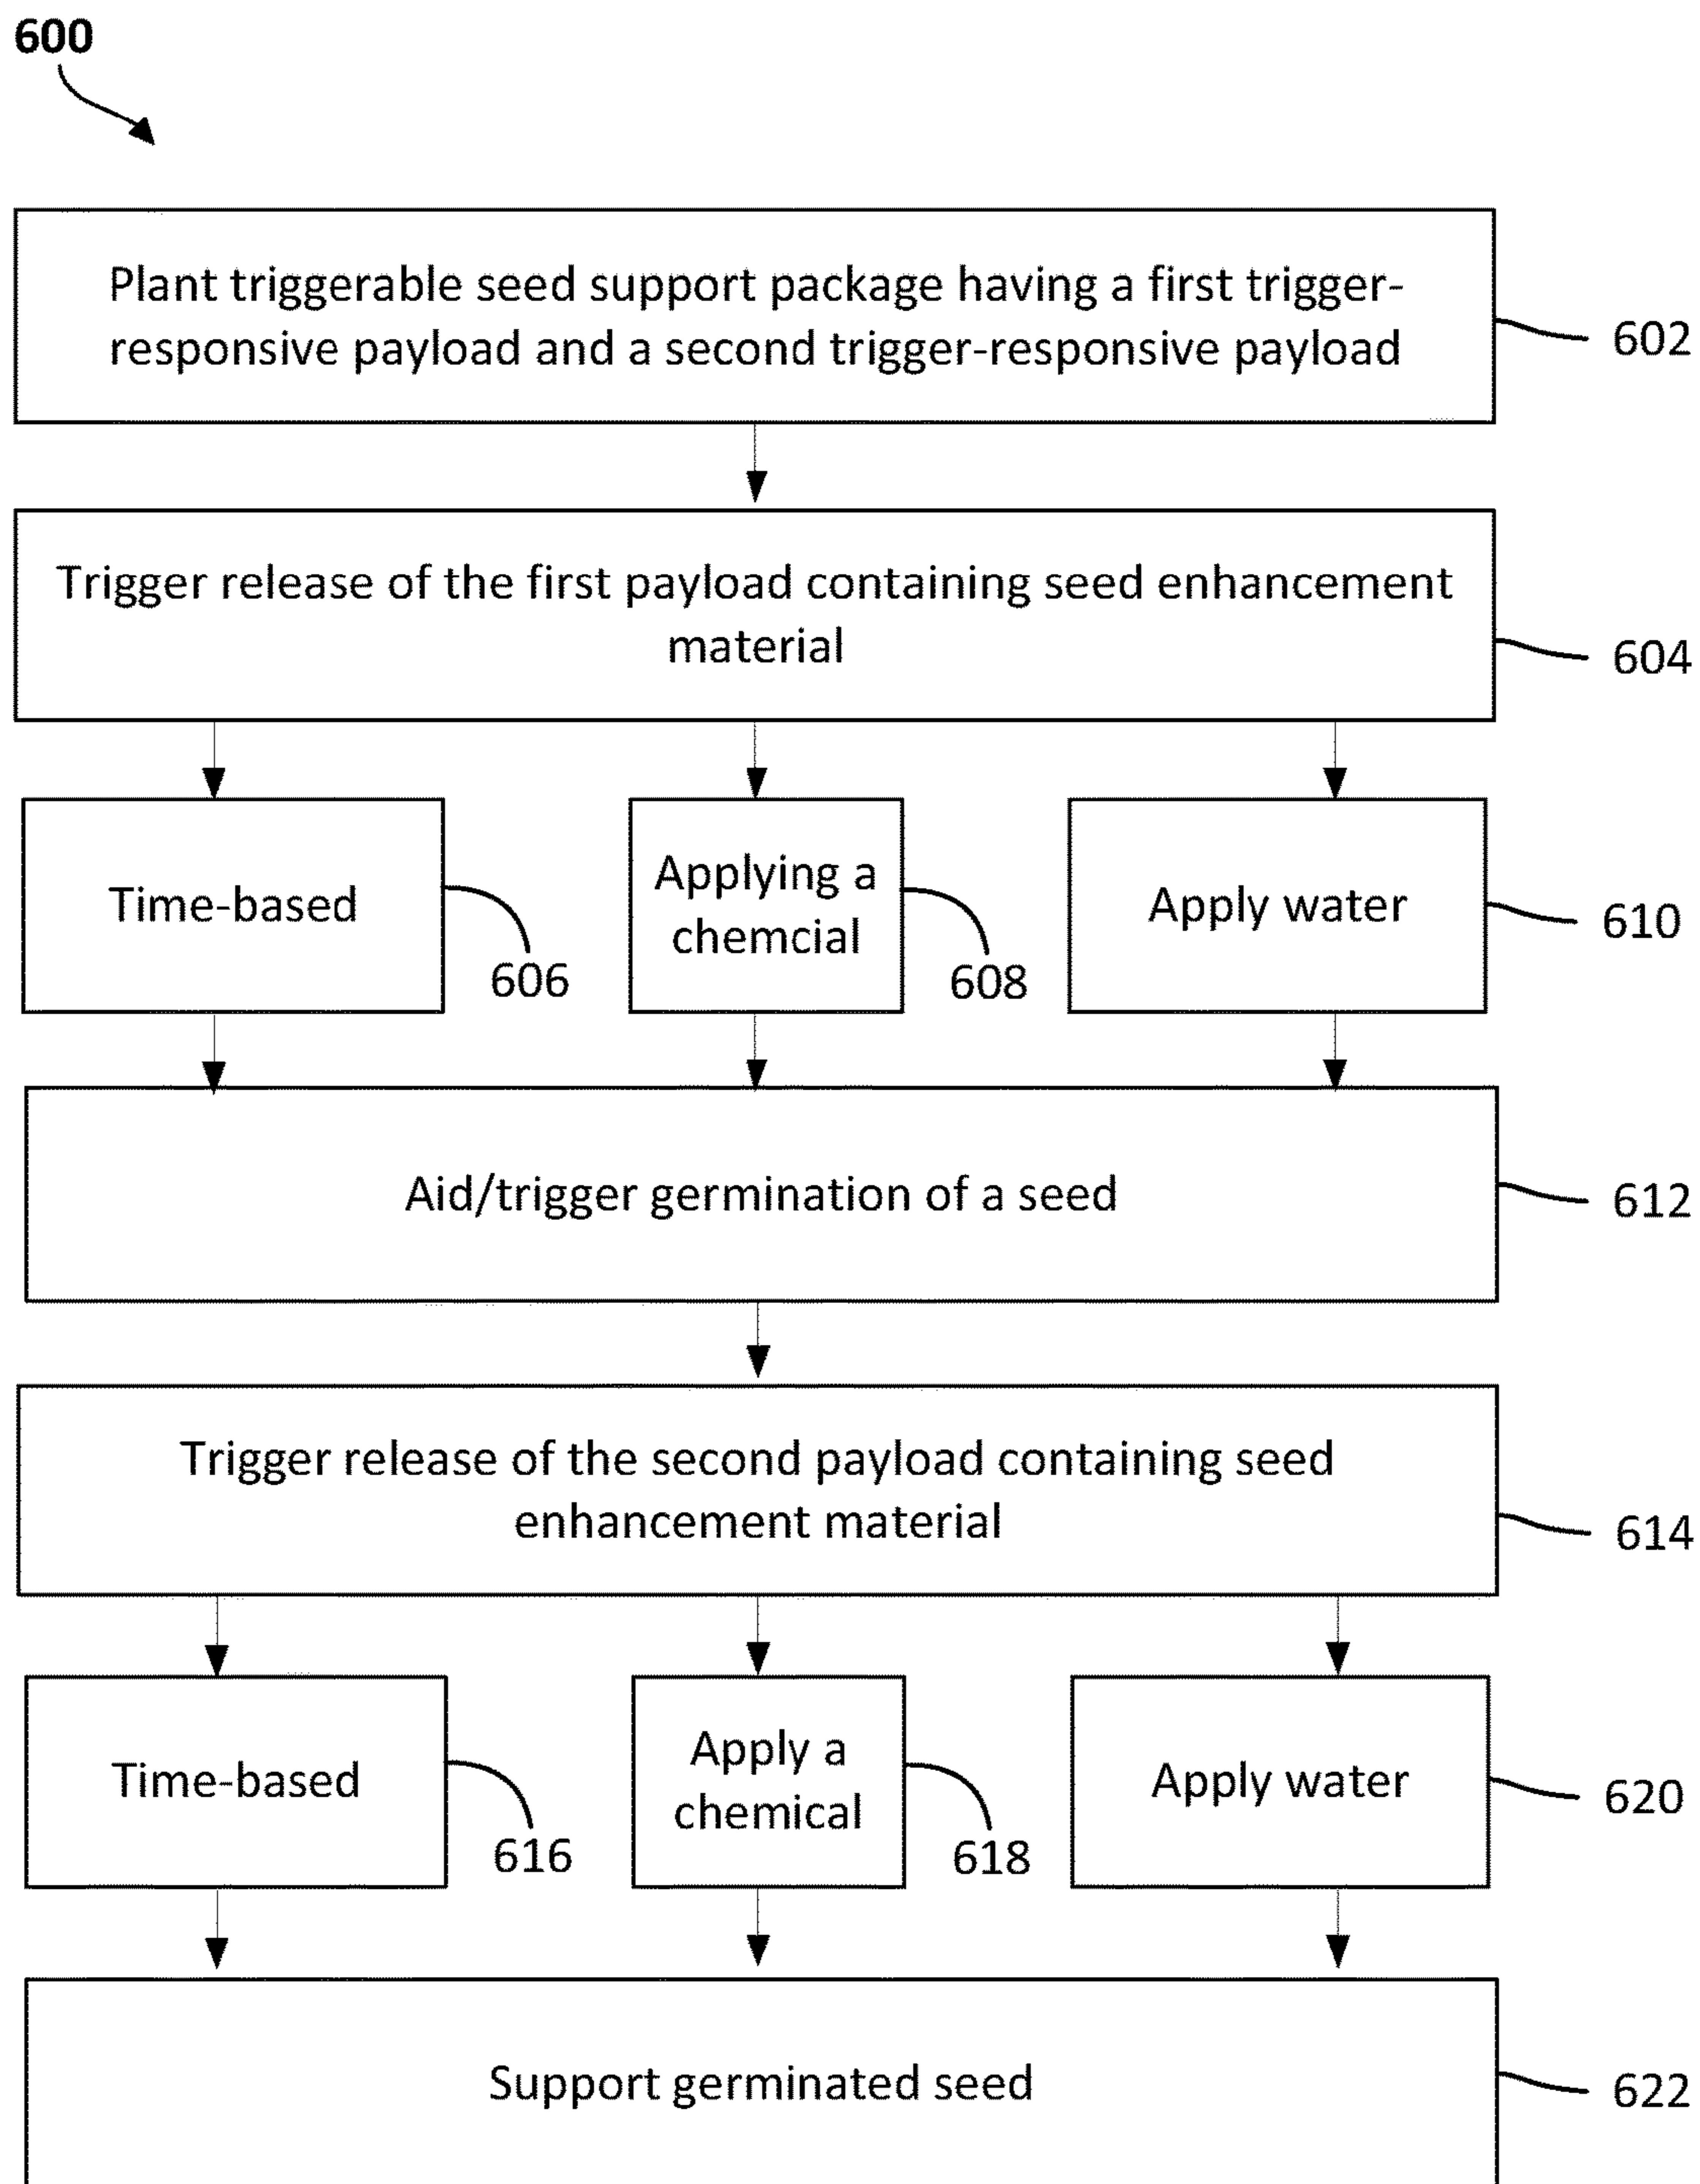 600
Plant triggerable seed support package having a first trigger-
responsive payload and a second trigger-responsive payload
602
Trigger release of the first payload containing seed enhancement
material
604
Time-based
606
Applying a
chemcial
608
Apply water
610
Aid/trigger germination of a seed
612
Trigger release of the second payload containing seed
enhancement material
614
Time-based
616
Apply a
chemical
618
Apply water
620
Support germinated seed
622